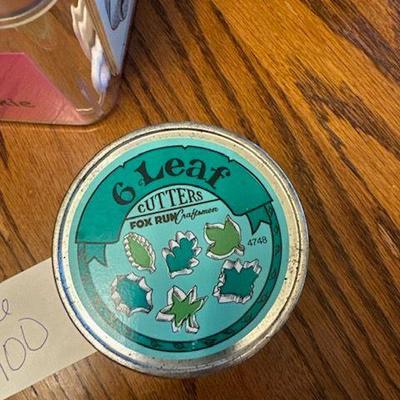 6 Leaf
CUTTERS
FOX RUN Craftsmen
4748